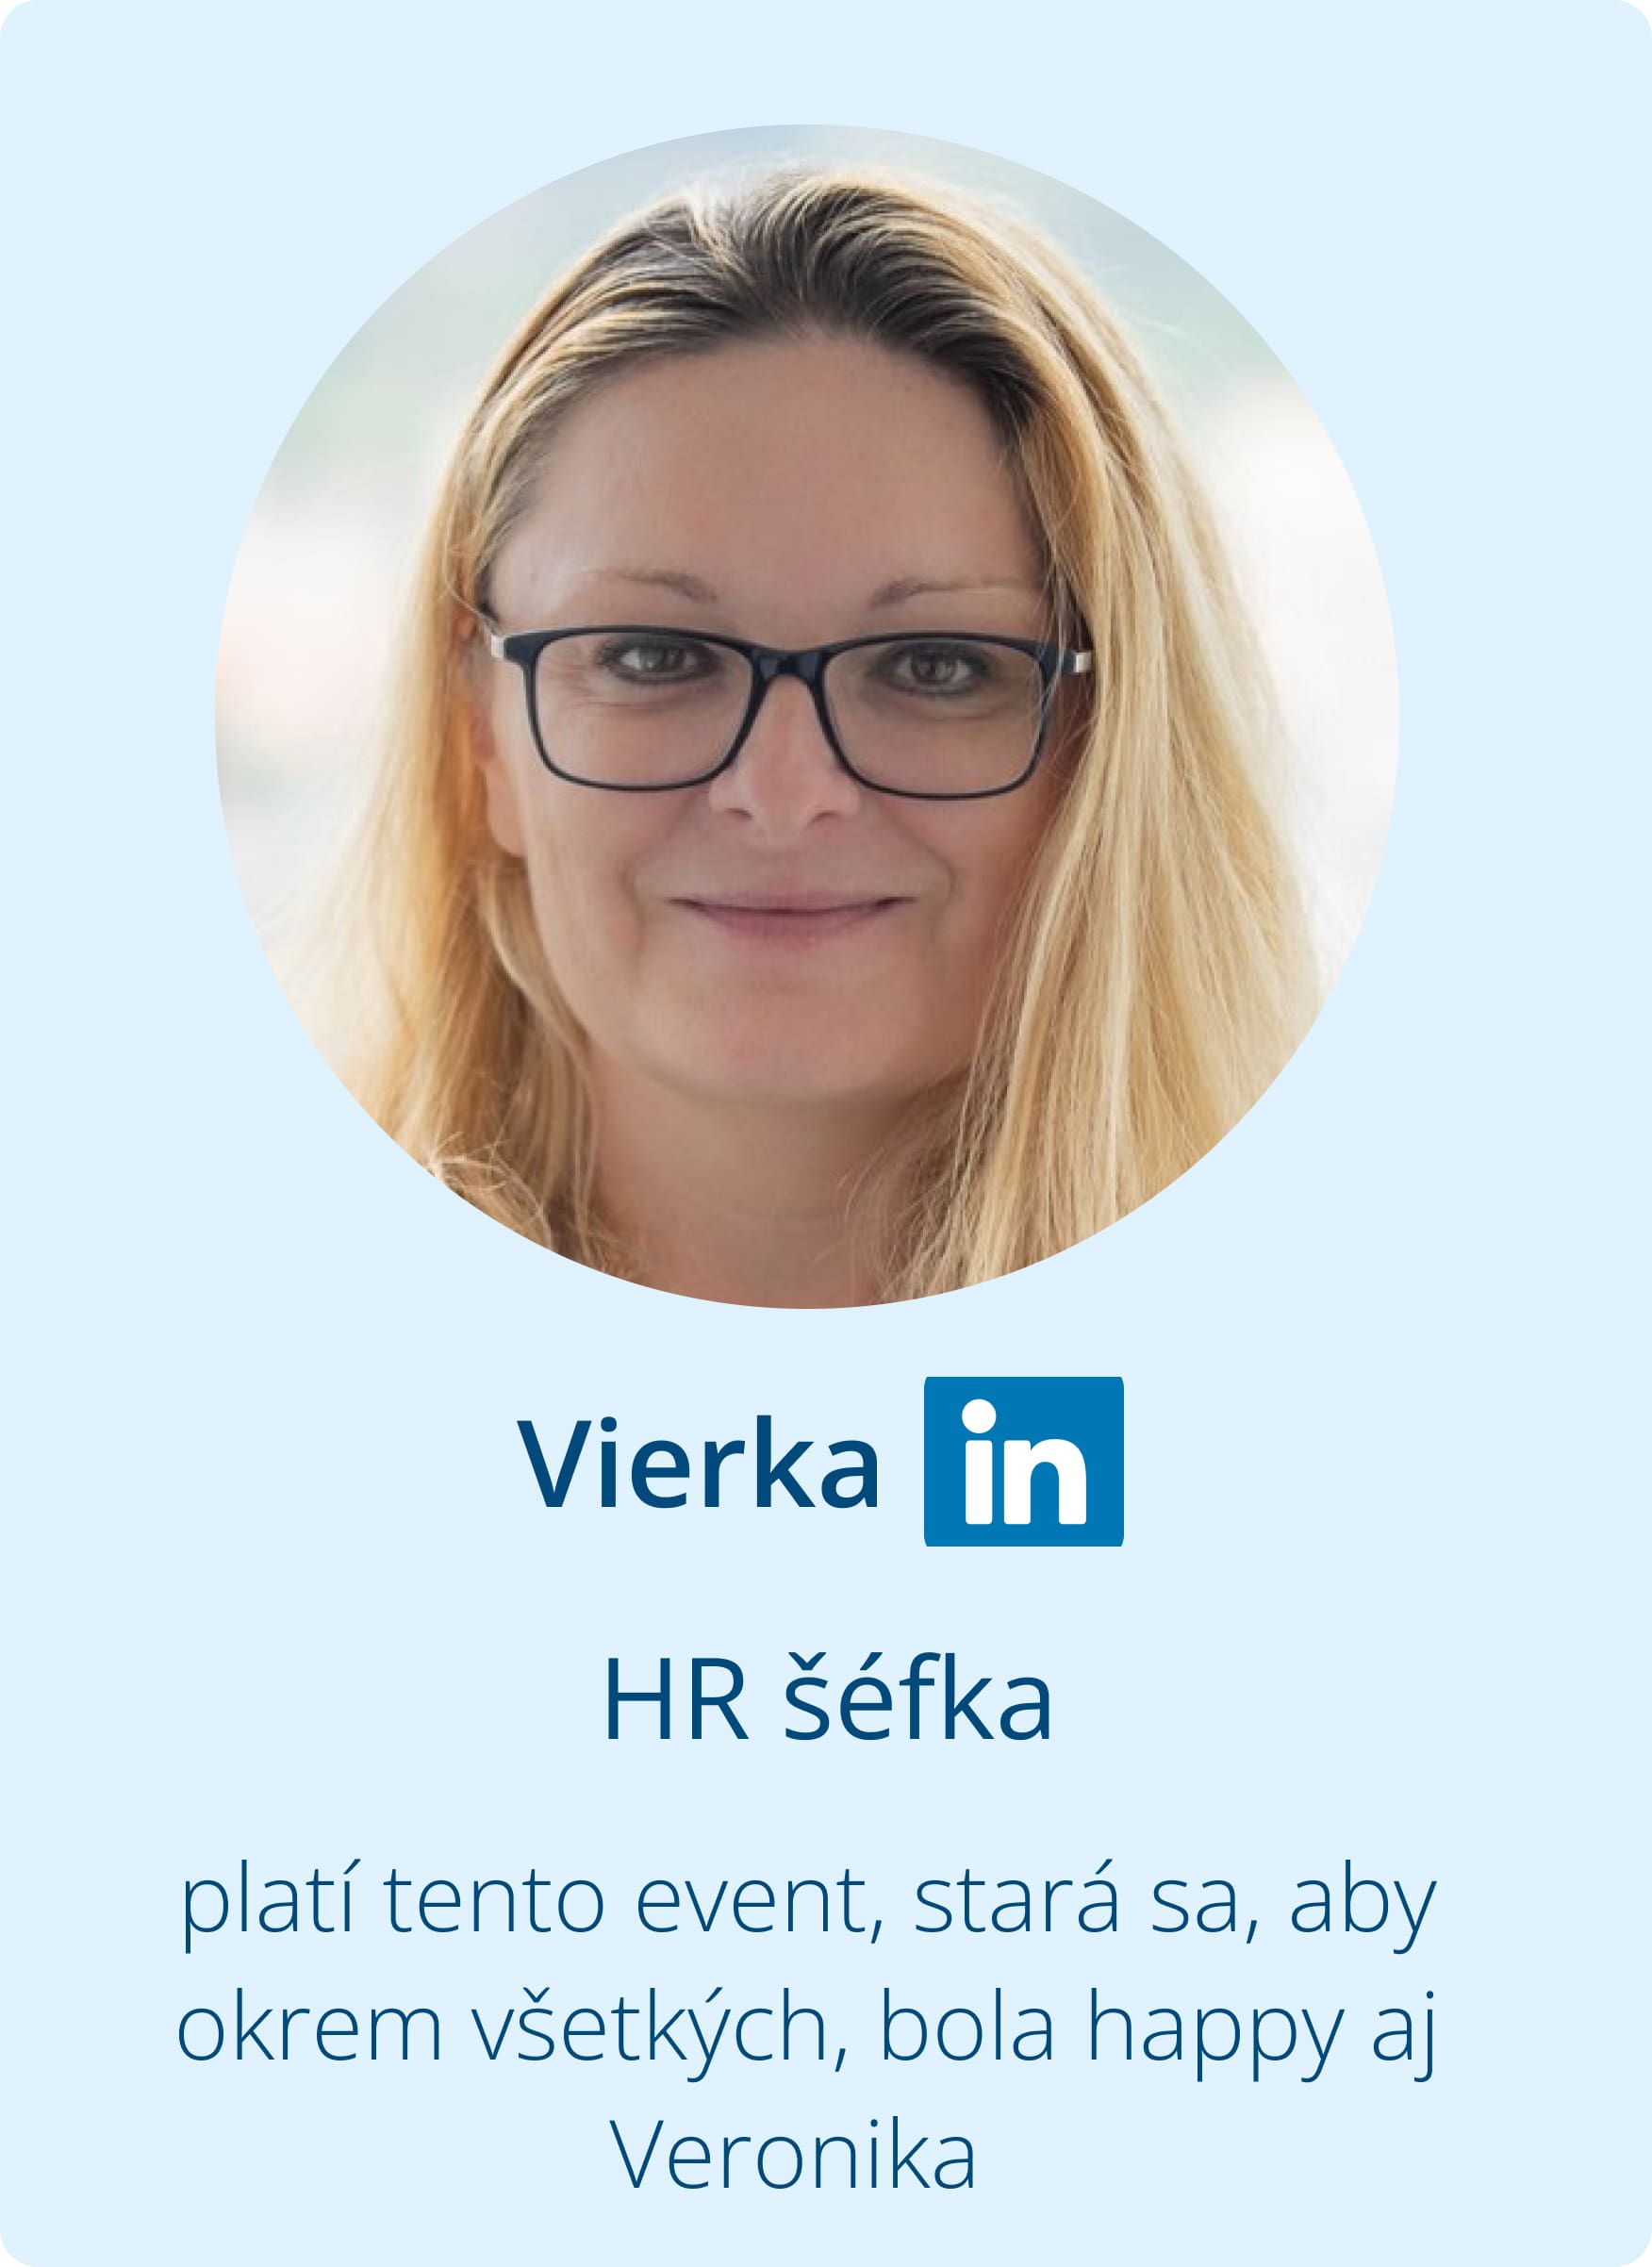 Vierka in
HR šéfka
platí tento event, stará sa, aby
okrem všetkých, bola happy aj
Veronika